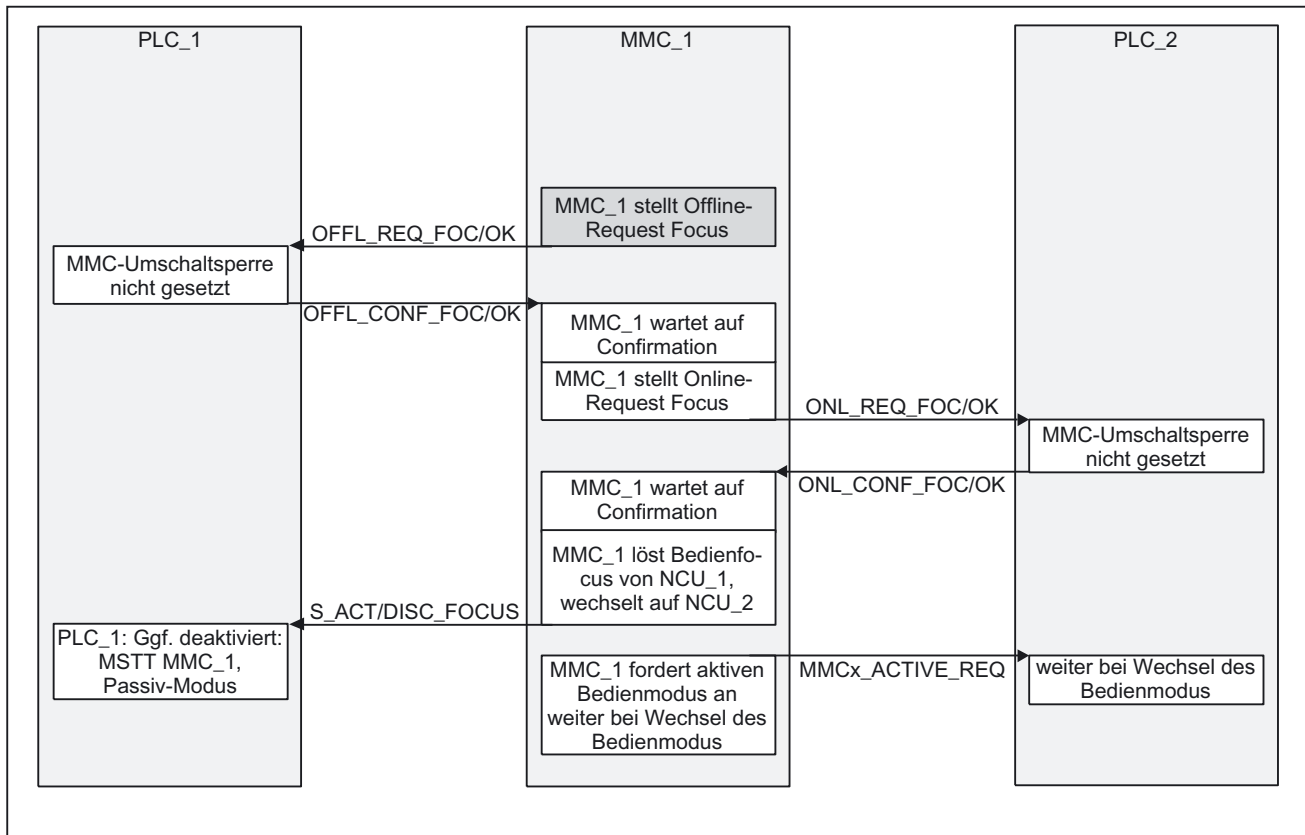 PLC_1
MMC_1
PLC_2
MMC_1 stellt Offline-
Request Focus
OFFL_REQ_FOC/OK
MMC-Umschaltsperre
nicht gesetzt
OFFL_CONF_FOC/OK
MMC_1 wartet auf
Confirmation
MMC_1 stellt Online-
Request Focus
ONL_REQ_FOC/OK
MMC-Umschaltsperre
nicht gesetzt
ONL_CONF_FOC/OK
MMC_1 wartet auf
Confirmation
MMC_1 löst Bedienfo-
cus von NCU_1,
wechselt auf NCU_2
S_ACT/DISC_FOCUS
PLC_1: Ggf. deaktiviert:
MSTT MMC_1,
Passiv-Modus
MMC_1 fordert aktiven
Bedienmodus an
weiter bei Wechsel des
Bedienmodus
MMCx_ACTIVE_REQ
weiter bei Wechsel des
Bedienmodus